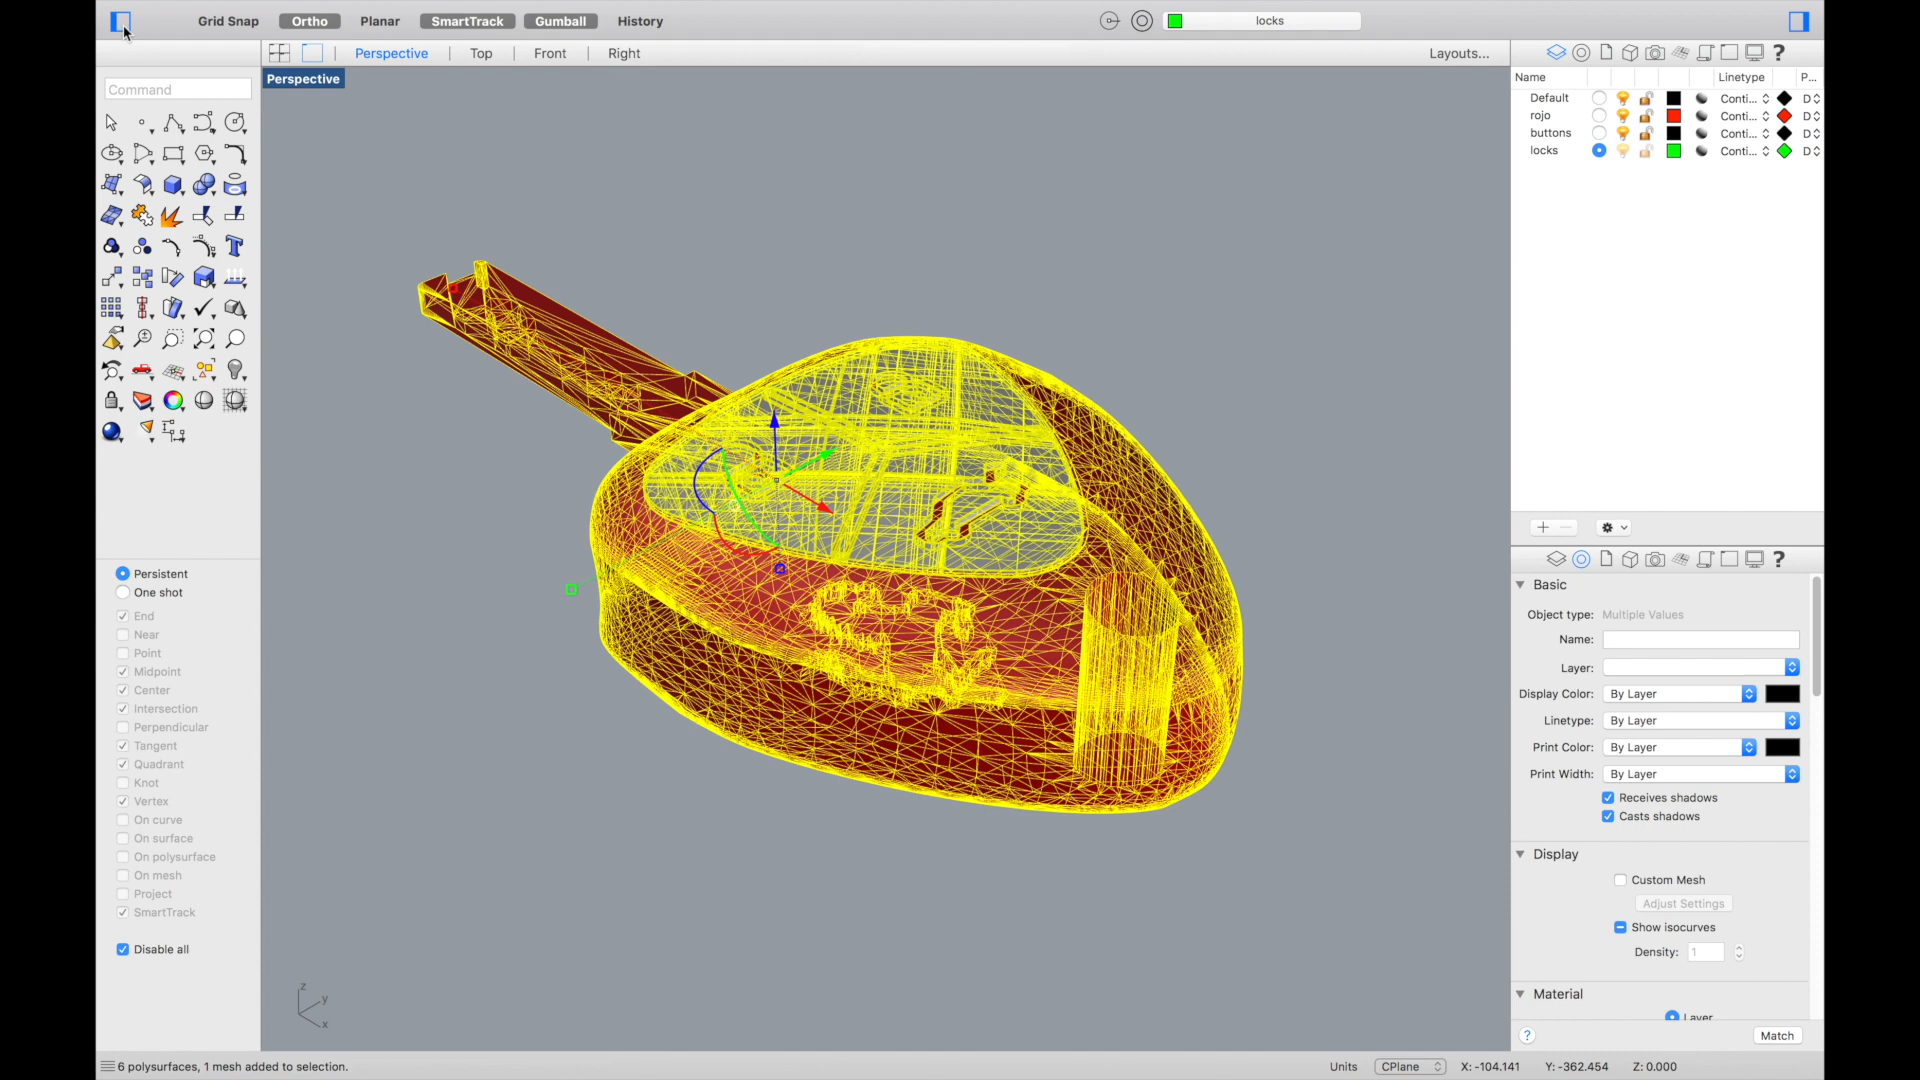 Grid Snap Ortho Planar SmartTrack Gumball History locks
Perspective Top Front Right Layouts...
Perspective
Command
Persistent
One shot
End
Near
Point
Midpoint
Center
Intersection
Perpendicular
Tangent
Quadrant
Knot
Vertex
On curve
On surface
On polysurface
On mesh
Project
SmartTrack
Disable all
z
y
x
Name Linetype P...
Default Conti... D
rojo Conti... D
buttons Conti... D
locks Conti... D
Basic
Object type: Multiple Values
Name:
Layer:
Display Color: By Layer
Linetype: By Layer
Print Color: By Layer
Print Width: By Layer
Receives shadows
Casts shadows
Display
Custom Mesh
Adjust Settings
Show isocurves
Density: 1
Material
Layer
? Match
6 polysurfaces, 1 mesh added to selection. Units CPlane X: -104.141 Y: -362.454 Z: 0.000